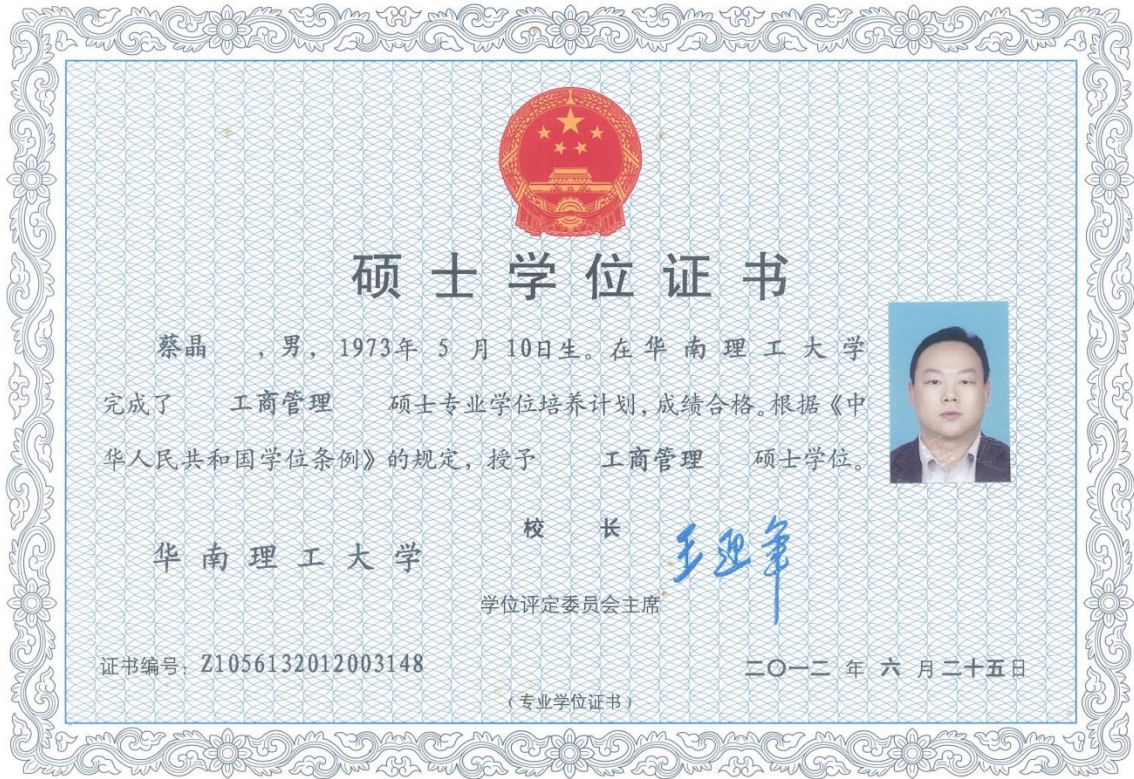 硕士学位证书
蔡晶 ，男，1973年 5 月 10日生。在华南理工大学
完成了 工商管理 硕士专业学位培养计划，成绩合格。根据《中
华人民共和国学位条例》的规定，授予 工商管理 硕士学位。
校 长
王迎军
华南理工大学
学位评定委员会主席
证书编号：Z1056132012003148
二〇一二 年 六 月二十五日
（专业学位证书）